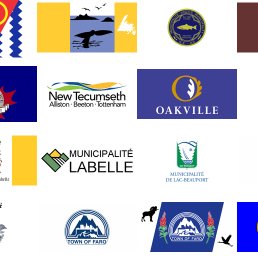 New Tecumseth
Alliston - Beeton - Tottenham
OAKVILLE
MUNICIPALITÉ
LABELLE
MUNICIPALITÉ
DE LAC-BEAUPORT
TOWN OF FARO
TOWN OF FARO